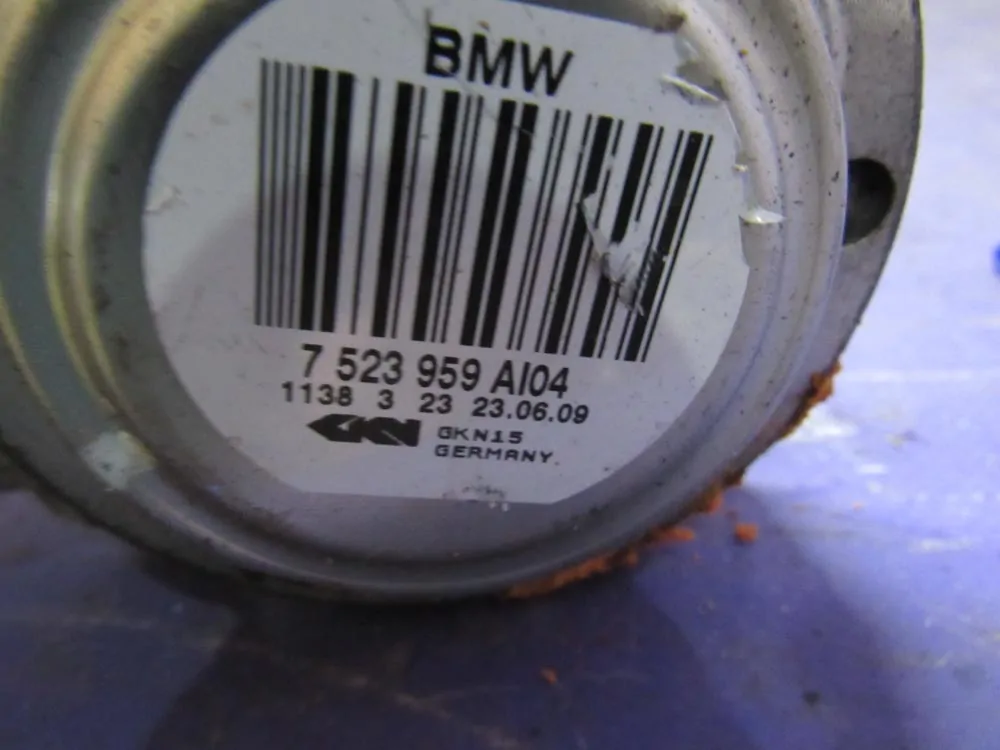 BMW
7 523 959 AI04
1138 3 23 23.06.09
GKN GKN15
GERMANY.